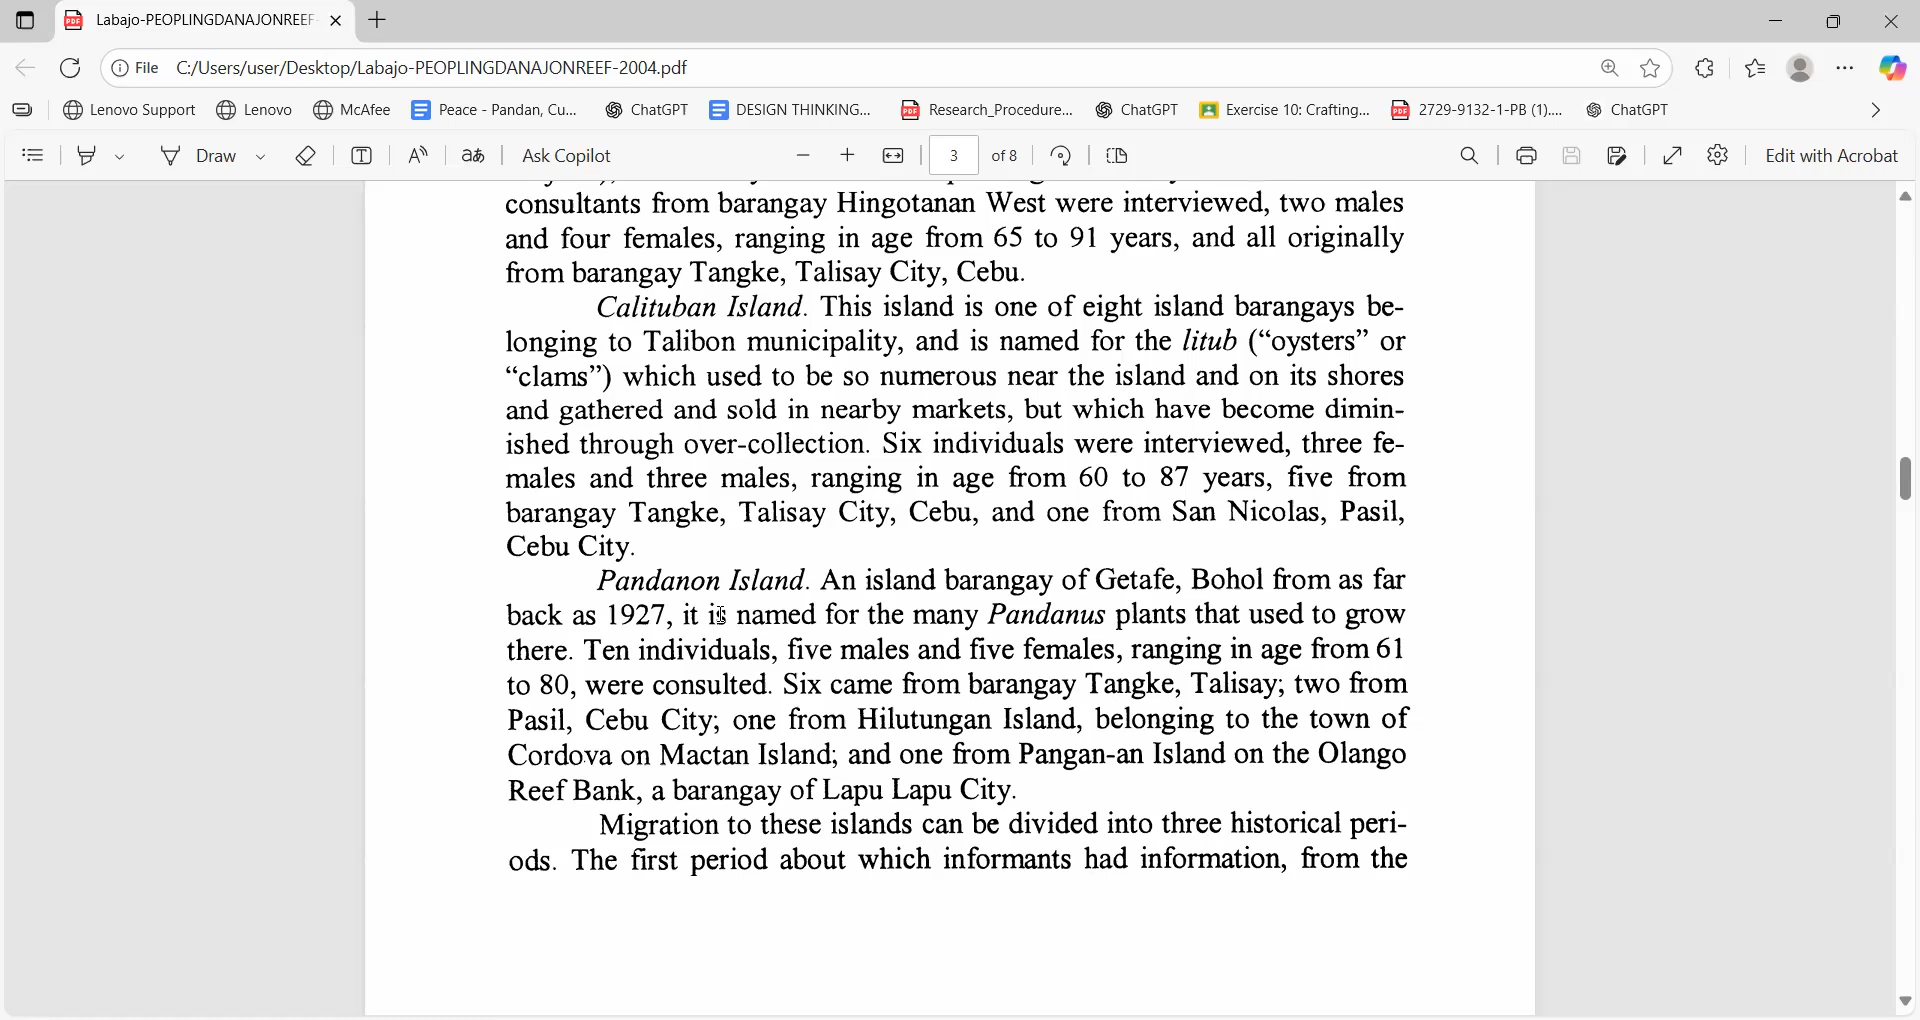 Labajo-PEOPLINGDANAJONREEF-
File C:/Users/user/Desktop/Labajo-PEOPLINGDANAJONREEF-2004.pdf
Lenovo Support Lenovo McAfee Peace - Pandan, Cu... ChatGPT DESIGN THINKING... Research_Procedure... ChatGPT Exercise 10: Crafting... 2729-9132-1-PB (1).... ChatGPT
Draw Ask Copilot 3 of 8 Edit with Acrobat
consultants from barangay Hingotanan West were interviewed, two males
and four females, ranging in age from 65 to 91 years, and all originally
from barangay Tangke, Talisay City, Cebu.
Calituban Island. This island is one of eight island barangays be-
longing to Talibon municipality, and is named for the litub (“oysters” or
“clams”) which used to be so numerous near the island and on its shores
and gathered and sold in nearby markets, but which have become dimin-
ished through over-collection. Six individuals were interviewed, three fe-
males and three males, ranging in age from 60 to 87 years, five from
barangay Tangke, Talisay City, Cebu, and one from San Nicolas, Pasil,
Cebu City.
Pandanon Island. An island barangay of Getafe, Bohol from as far
back as 1927, it is named for the many Pandanus plants that used to grow
there. Ten individuals, five males and five females, ranging in age from 61
to 80, were consulted. Six came from barangay Tangke, Talisay; two from
Pasil, Cebu City; one from Hilutungan Island, belonging to the town of
Cordova on Mactan Island; and one from Pangan-an Island on the Olango
Reef Bank, a barangay of Lapu Lapu City.
Migration to these islands can be divided into three historical peri-
ods. The first period about which informants had information, from the